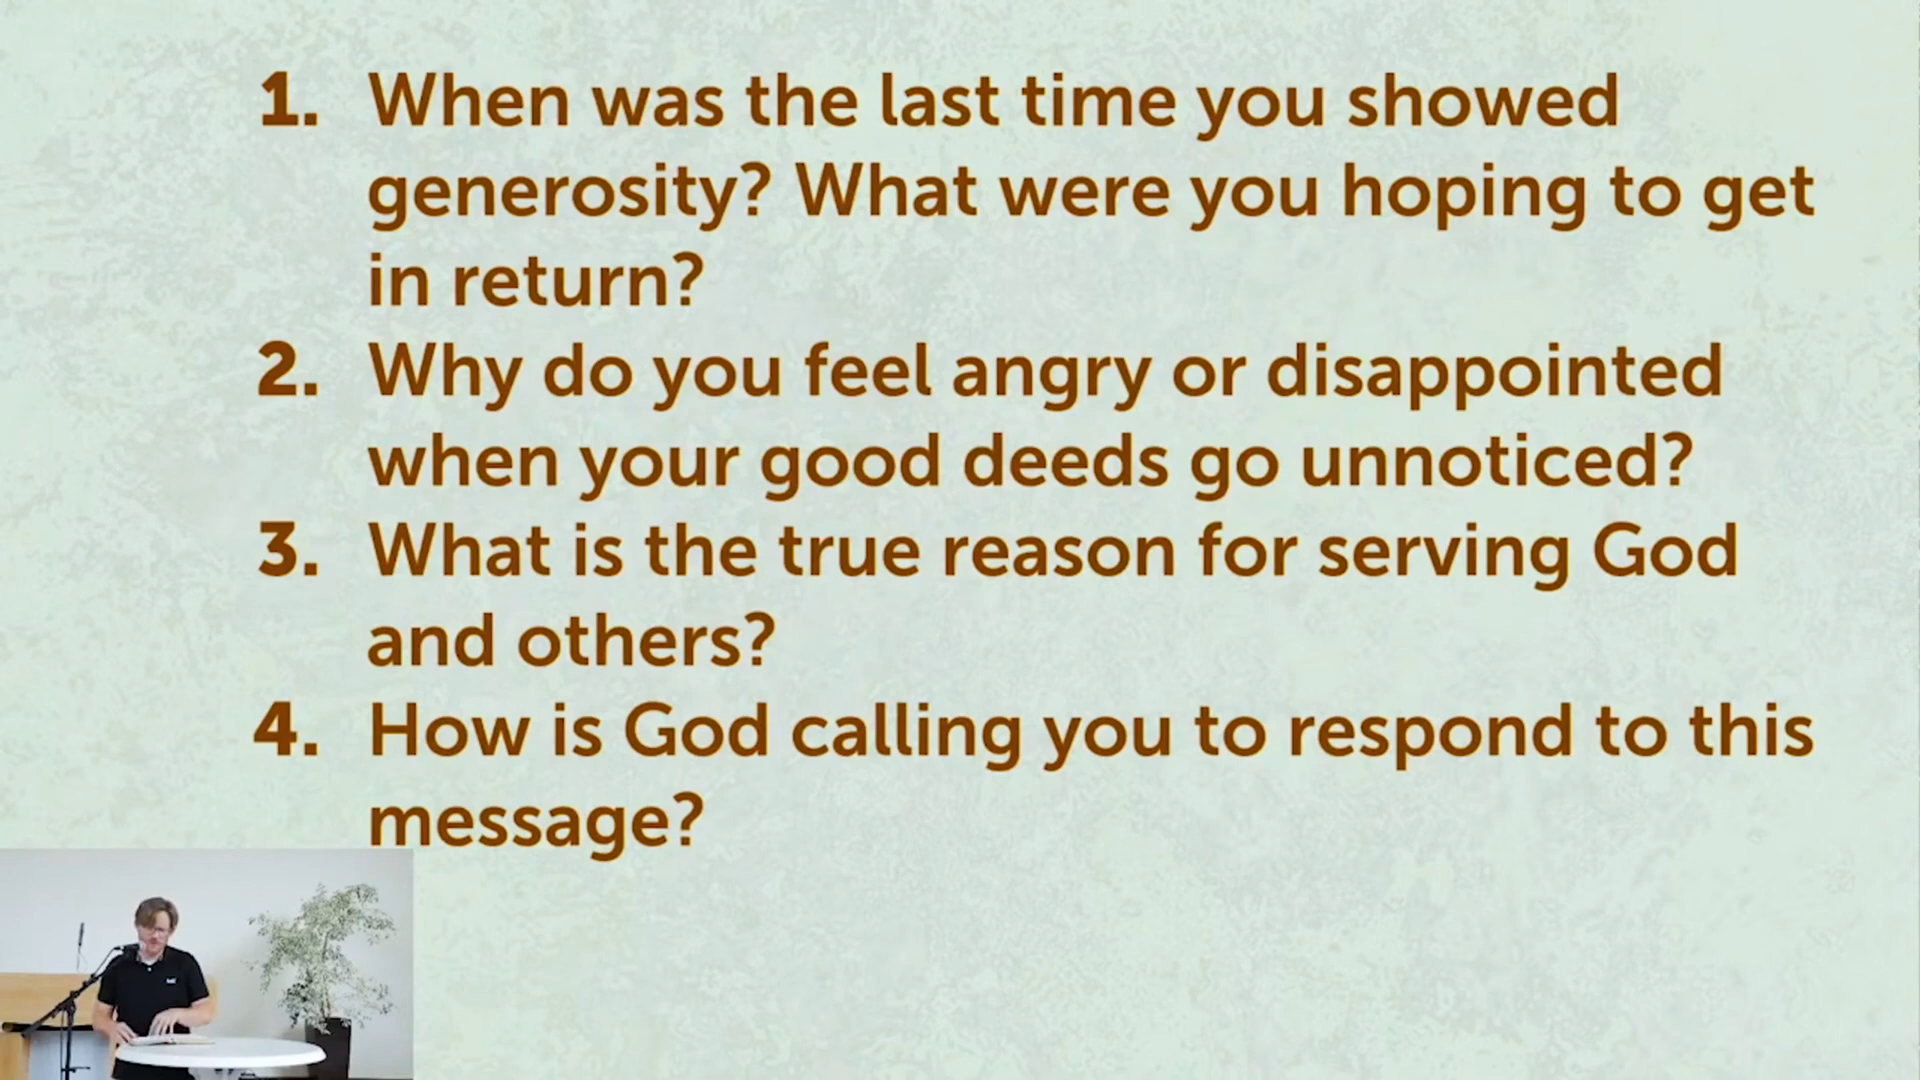 1. When was the last time you showed
generosity? What were you hoping to get
in return?
2. Why do you feel angry or disappointed
when your good deeds go unnoticed?
3. What is the true reason for serving God
and others?
4. How is God calling you to respond to this
message?